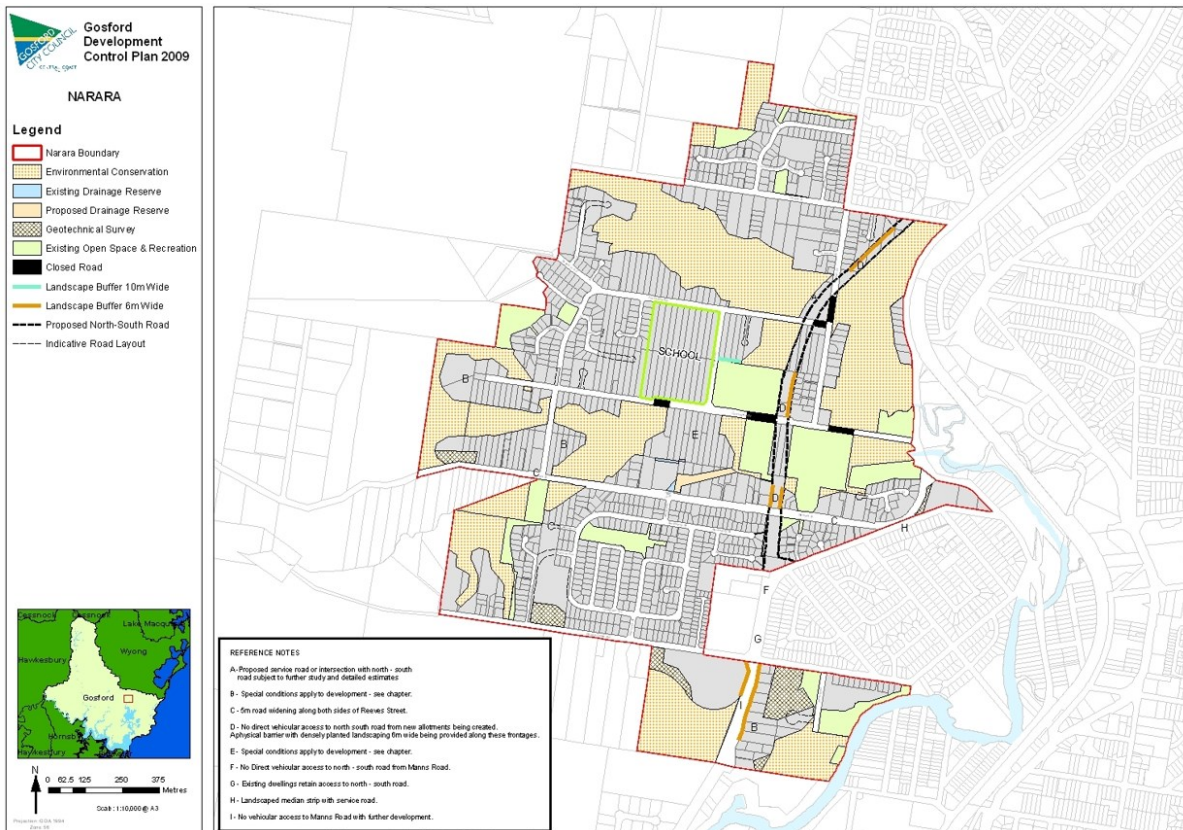 GOSFORD
CITY COUNCIL
Gosford
Development
Control Plan 2009
NARARA
Legend
Narara Boundary
Environmental Conservation
Existing Drainage Reserve
Proposed Drainage Reserve
Geotechnical Survey
Existing Open Space & Recreation
Closed Road
Landscape Buffer 10m Wide
Landscape Buffer 6m Wide
Proposed North-South Road
Indicative Road Layout
Cessnock
Cessnock
Lake Macqu
Wyong
Hawkesbury
Gosford
Hornsb
Hawkesbury
N
0 62.5 125 250 375
Metres
Scale : 1:10,000 @ A3
D
SCHOOL
B
D
B
E
C
D
C
C
H
F
G
I
B
REFERENCE NOTES
A-Proposed service road or intersection with north - south
road subject to further study and detailed estimates
B - Special conditions apply to development - see chapter.
C - 5m road widening along both sides of Reeves Street.
D - No direct vehicular access to north south road from new allotments being created.
Aphysical barrier with densely planted landscaping 6m wide being provided along these frontages.
E - Special conditions apply to development - see chapter.
F - No Direct vehicular access to north - south road from Manns Road.
G - Existing dwellings retain access to north - south road.
H - Landscaped median strip with service road.
I - No vehicular access to Manns Road with further development.